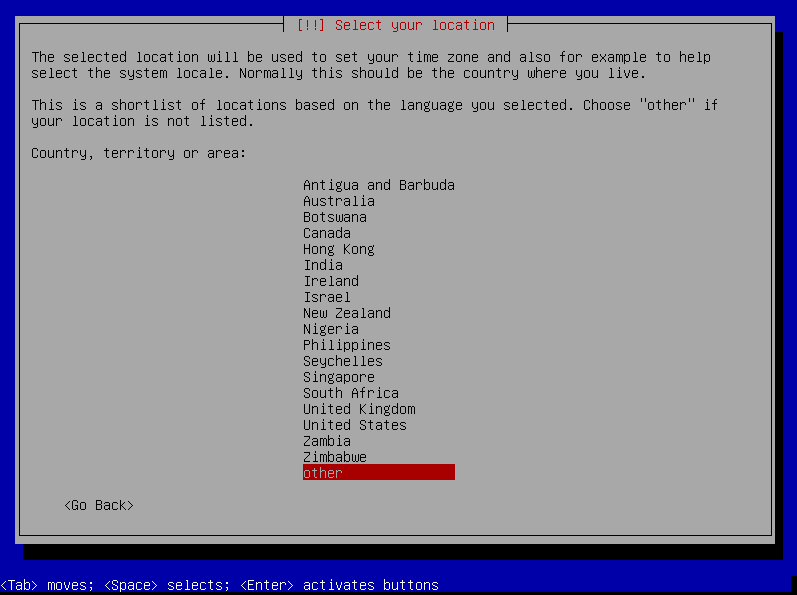 [!!] Select your location
The selected location will be used to set your time zone and also for example to help
select the system locale. Normally this should be the country where you live.
This is a shortlist of locations based on the language you selected. Choose "other" if
your location is not listed.
Country, territory or area:
Antigua and Barbuda
Australia
Botswana
Canada
Hong Kong
India
Ireland
Israel
New Zealand
Nigeria
Philippines
Seychelles
Singapore
South Africa
United Kingdom
United States
Zambia
Zimbabwe
other
<Go Back>
<Tab> moves; <Space> selects; <Enter> activates buttons